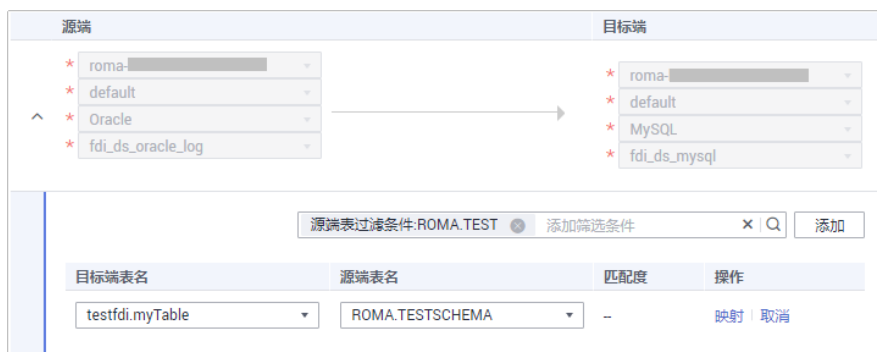 源端 目标端
* roma-
* default
* Oracle
* fdi_ds_oracle_log
* roma-
* default
* MySQL
* fdi_ds_mysql
源端表过滤条件:ROMA.TEST 添加筛选条件 添加
目标端表名 源端表名 匹配度 操作
testfdi.myTable ROMA.TESTSCHEMA -- 映射 取消